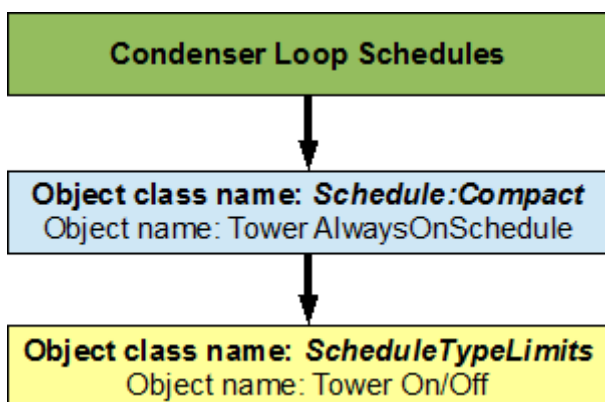 Condenser Loop Schedules
Object class name: Schedule:Compact
Object name: Tower AlwaysOnSchedule
Object class name: ScheduleTypeLimits
Object name: Tower On/Off